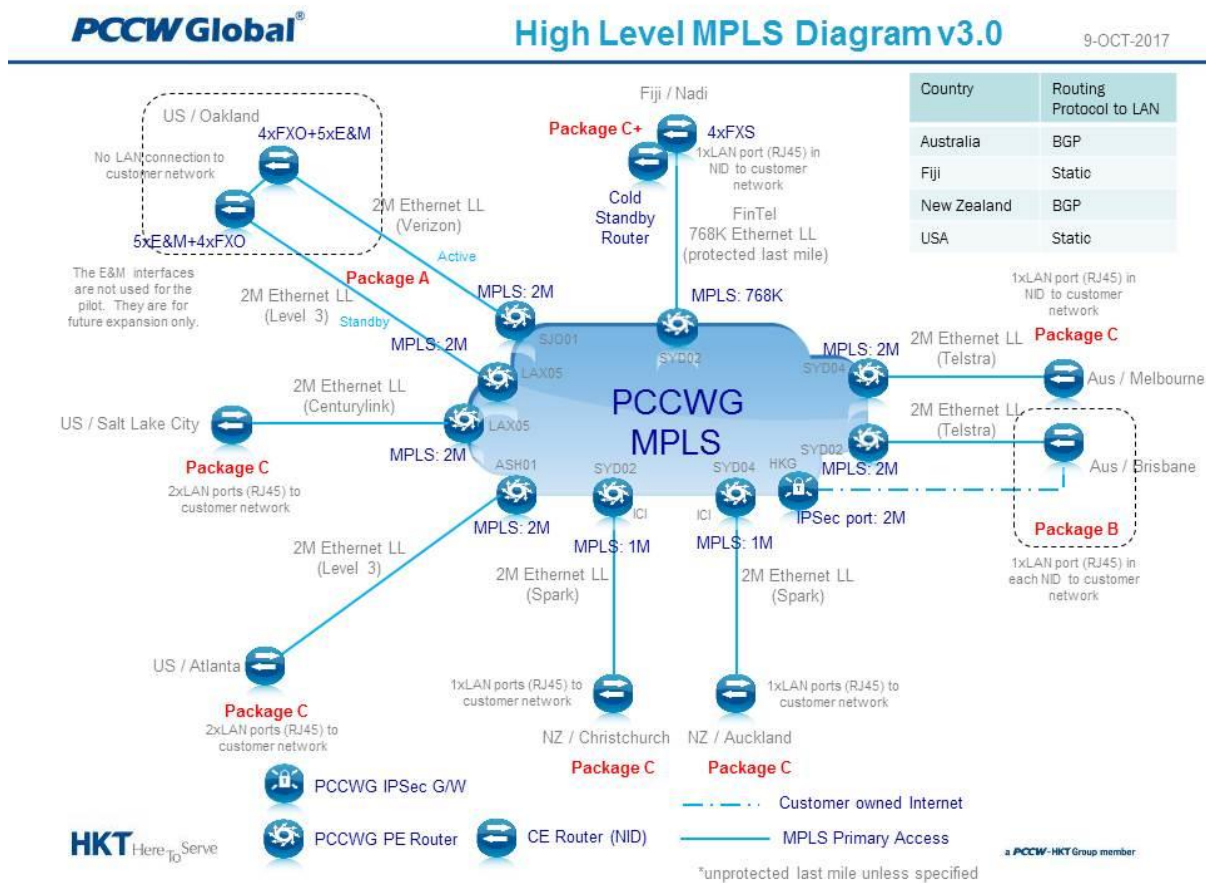 PCCW Global®
High Level MPLS Diagram v3.0
9-OCT-2017
Country
Routing
Protocol to LAN
Australia
BGP
Fiji
Static
New Zealand
BGP
USA
Static
US / Oakland
4xFXO+5xE&M
No LAN connection to
customer network
5xE&M+4xFXO
The E&M interfaces
are not used for the
pilot. They are for
future expansion only.
2M Ethernet LL
(Verizon)
Active
Package A
2M Ethernet LL
(Level 3)
Standby
MPLS: 2M
SJO01
MPLS: 2M
LAX05
Fiji / Nadi
Package C+
4xFXS
1xLAN port (RJ45) in
NID to customer
network
Cold
Standby
Router
FinTel
768K Ethernet LL
(protected last mile)
MPLS: 768K
SYD02
1xLAN port (RJ45) in
NID to customer
network
Package C
2M Ethernet LL
(Telstra)
MPLS: 2M
SYD04
Aus / Melbourne
2M Ethernet LL
(Telstra)
SYD02
MPLS: 2M
Aus / Brisbane
Package B
1xLAN port (RJ45) in
each NID to customer
network
HKG
IPSec port: 2M
PCCWG
MPLS
2M Ethernet LL
(Centurylink)
US / Salt Lake City
LAX05
MPLS: 2M
Package C
2xLAN ports (RJ45) to
customer network
ASH01
MPLS: 2M
2M Ethernet LL
(Level 3)
US / Atlanta
Package C
2xLAN ports (RJ45) to
customer network
SYD02
ICI
MPLS: 1M
2M Ethernet LL
(Spark)
1xLAN ports (RJ45) to
customer network
NZ / Christchurch
Package C
SYD04
ICI
MPLS: 1M
2M Ethernet LL
(Spark)
1xLAN ports (RJ45) to
customer network
NZ / Auckland
Package C
PCCWG IPSec G/W
PCCWG PE Router
CE Router (NID)
Customer owned Internet
MPLS Primary Access
*unprotected last mile unless specified
HKT Here To Serve
a PCCW-HKT Group member